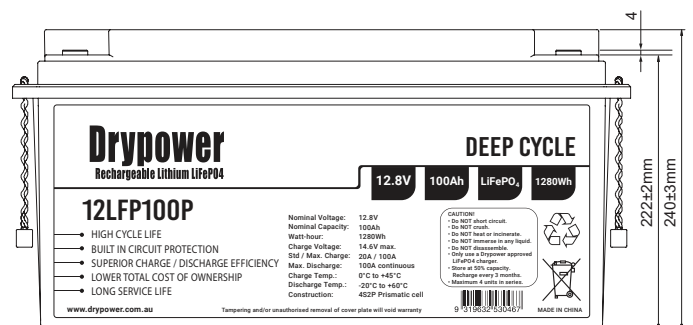 4
Drypower
Rechargeable Lithium LiFePO4
DEEP CYCLE
12.8V
100Ah
LiFePO₄
1280Wh
12LFP100P
HIGH CYCLE LIFE
BUILT IN CIRCUIT PROTECTION
SUPERIOR CHARGE / DISCHARGE EFFICIENCY
LOWER TOTAL COST OF OWNERSHIP
LONG SERVICE LIFE
Nominal Voltage: 12.8V
Nominal Capacity: 100Ah
Watt-hour: 1280Wh
Charge Voltage: 14.6V max.
Std / Max. Charge: 20A / 100A
Max. Discharge: 100A continuous
Charge Temp.: 0°C to +45°C
Discharge Temp.: -20°C to +60°C
Construction: 4S2P Prismatic cell
CAUTION!
• Do NOT short circuit.
• Do NOT crush.
• Do NOT heat or incinerate.
• Do NOT immerse in any liquid.
• Do NOT disassemble.
• Only use a Drypower approved
LiFePO4 charger.
• Store at 50% capacity.
Recharge every 3 months.
• Maximum 4 units in series.
9 319632 530467
MADE IN CHINA
www.drypower.com.au
Tampering and/or unauthorised removal of cover plate will void warranty
222±2mm
240±3mm